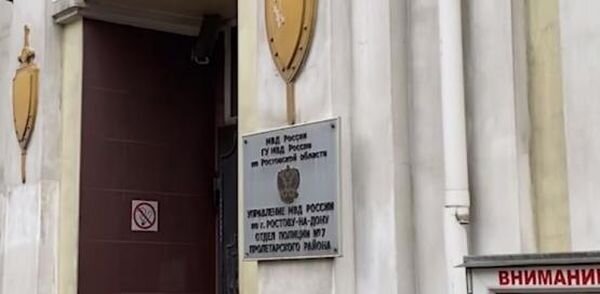 МВД России
ГУ МВД России
по Ростовской области
УПРАВЛЕНИЕ МВД РОССИИ
по г. РОСТОВУ-НА-ДОНУ
ОТДЕЛ ПОЛИЦИИ №7
ПРОЛЕТАРСКОГО РАЙОНА
ВНИМАНИ